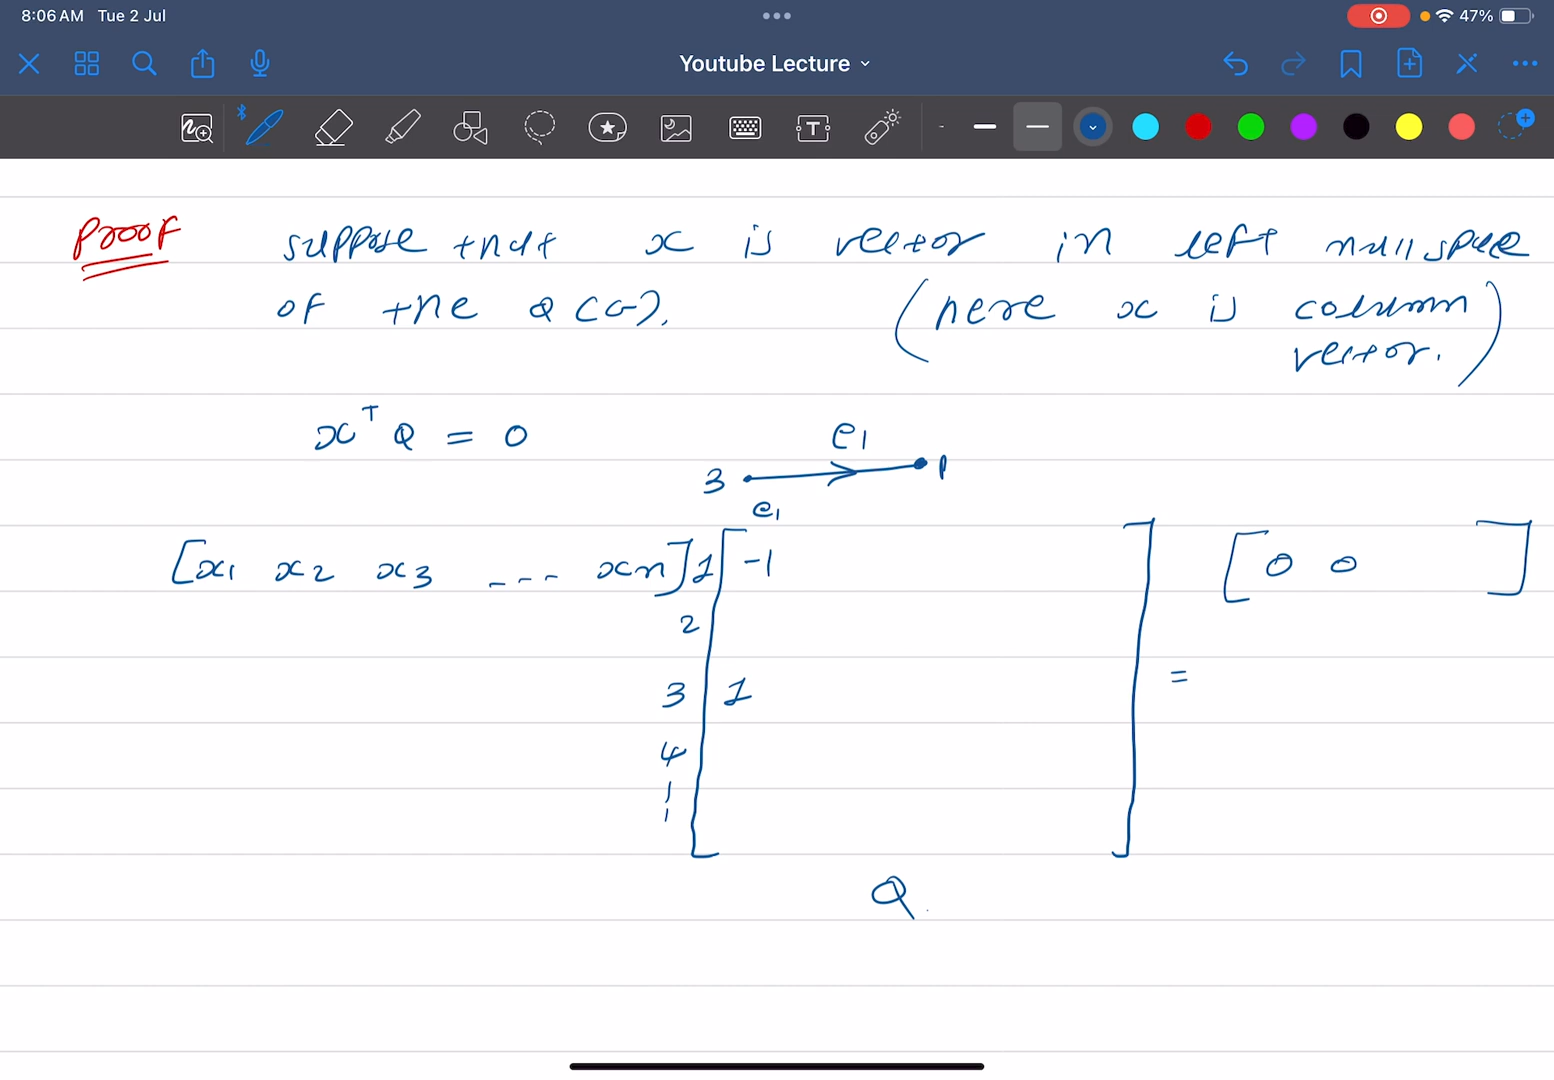 8:06 AM Tue 2 Jul
47%
Youtube Lecture
Proof suppose that x is vector in left nullspace
of the Q(G). (here x is column
vector.)
xᵀ Q = 0
e1
3 1
e1
[x1 x2 x3 --- xn] 1 [-1 ] [0 0 ]
2
3 1 =
4
Q